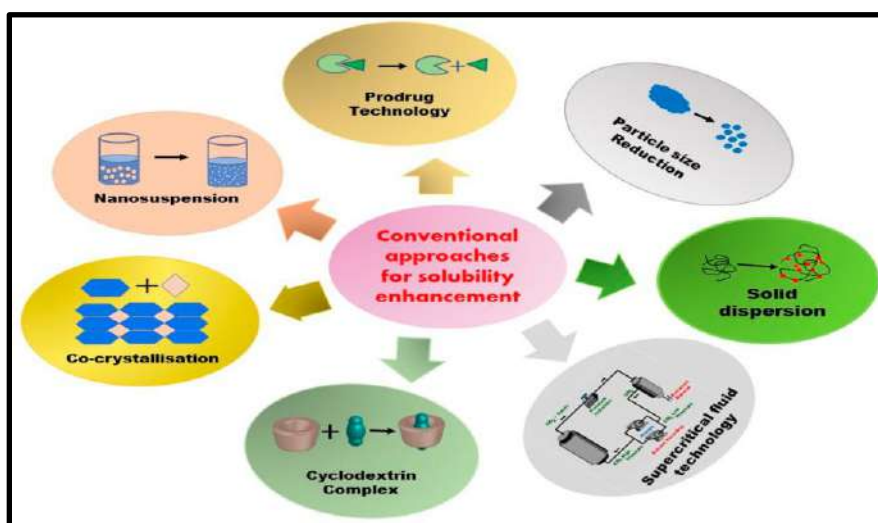 Prodrug
Technology
Particle size
Reduction
Nanosuspension
Conventional
approaches
for solubility
enhancement
Solid
dispersion
Co-crystallisation
Cyclodextrin
Complex
Supercritical fluid
technology